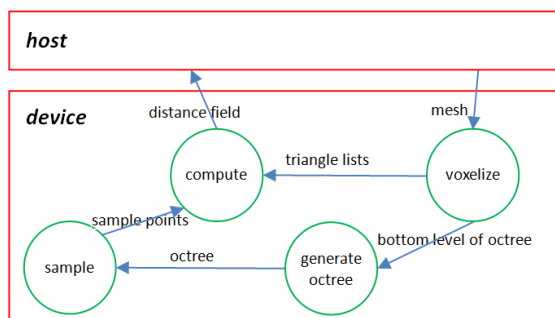 host
device
distance field
mesh
triangle lists
compute
voxelize
sample points
bottom level of octree
octree
generate
octree
sample